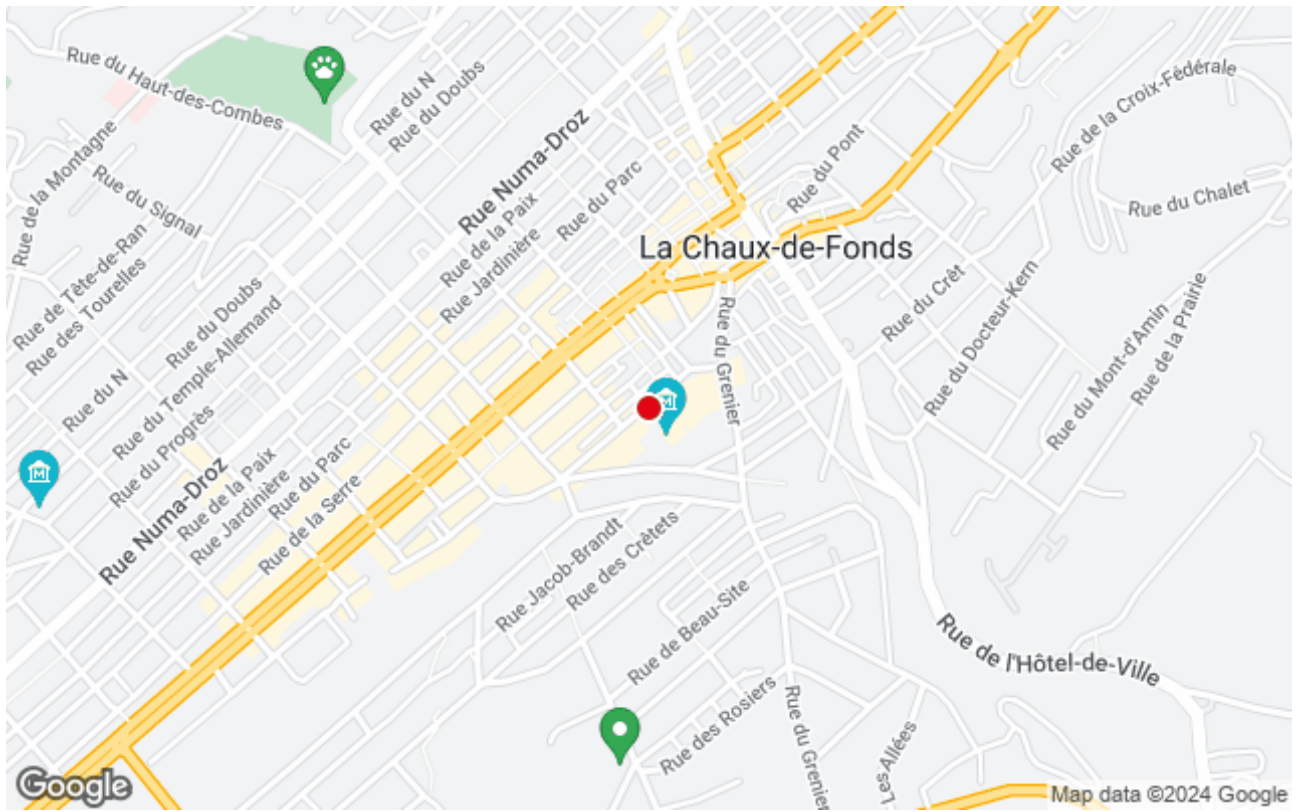 Rue du Haut-des-Combes
Rue du N
Rue du Doubs
Rue Numa-Droz
Rue de la Montagne
Rue du Signal
Rue de Tête-de-Ran
Rue des Tourelles
Rue du Parc
Rue de la Paix
Rue Jardinière
Rue du Pont
Rue de la Croix-Fédérale
Rue du Chalet
La Chaux-de-Fonds
Rue du Crêt
Rue du Docteur-Kern
Rue du Mont-d'Amin
Rue de la Prairie
Rue du Grenier
Rue du Doubs
Rue du Temple-Allemand
Rue du N
Rue du Progrès
Rue Numa-Droz
Rue de la Paix
Rue Jardinière
Rue du Parc
Rue de la Serre
M
M
Rue Jacob-Brandt
Rue des Crêtets
Rue de Beau-Site
Rue des Rosiers
Rue du Grenier
Les-Allées
Rue de l'Hôtel-de-Ville
Google
Map data ©2024 Google